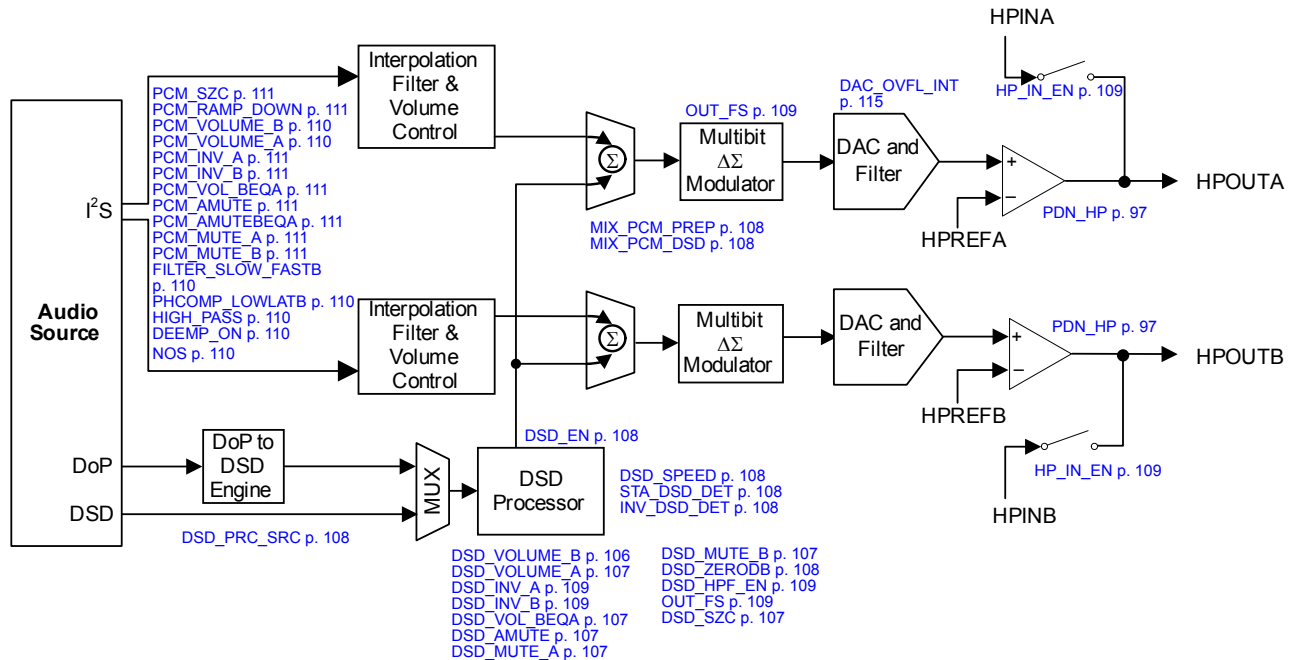 HPINA
HP_IN_EN p. 109
Interpolation
Filter &
Volume
Control
PCM_SZC p. 111
PCM_RAMP_DOWN p. 111
PCM_VOLUME_B p. 110
PCM_VOLUME_A p. 110
PCM_INV_A p. 111
PCM_INV_B p. 111
PCM_VOL_BEQA p. 111
PCM_AMUTE p. 111
PCM_AMUTEBEQA p. 111
PCM_MUTE_A p. 111
PCM_MUTE_B p. 111
FILTER_SLOW_FASTB
p. 110
PHCOMP_LOWLATB p. 110
HIGH_PASS p. 110
DEEMP_ON p. 110
NOS p. 110
I²S
Audio
Source
DoP
DSD
Σ
OUT_FS p. 109
Multibit
ΔΣ
Modulator
DAC_OVFL_INT
p. 115
DAC and
Filter
+
−
HPREFA
PDN_HP p. 97
HPOUTA
MIX_PCM_PREP p. 108
MIX_PCM_DSD p. 108
Interpolation
Filter &
Volume
Control
Σ
Multibit
ΔΣ
Modulator
DAC and
Filter
+
−
HPREFB
PDN_HP p. 97
HPOUTB
HP_IN_EN p. 109
HPINB
DoP to
DSD
Engine
MUX
DSD_PRC_SRC p. 108
DSD_EN p. 108
DSD
Processor
DSD_SPEED p. 108
STA_DSD_DET p. 108
INV_DSD_DET p. 108
DSD_VOLUME_B p. 106
DSD_VOLUME_A p. 107
DSD_INV_A p. 109
DSD_INV_B p. 109
DSD_VOL_BEQA p. 107
DSD_AMUTE p. 107
DSD_MUTE_A p. 107
DSD_MUTE_B p. 107
DSD_ZERODB p. 108
DSD_HPF_EN p. 109
OUT_FS p. 109
DSD_SZC p. 107